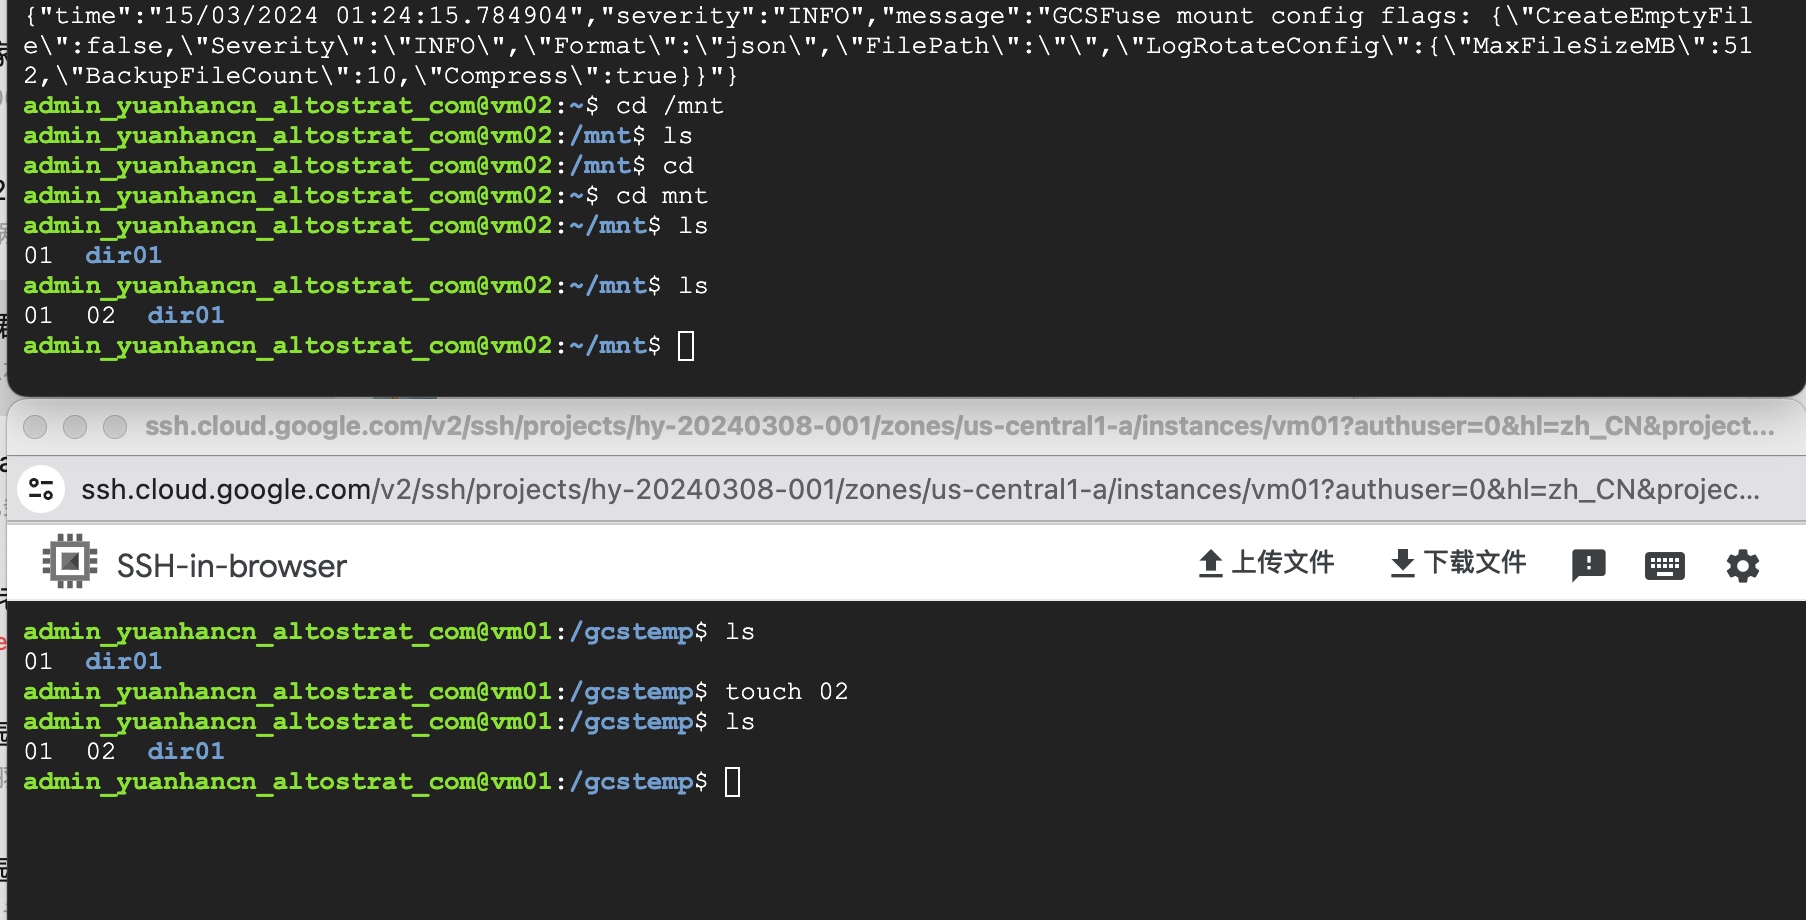 {"time":"15/03/2024 01:24:15.784904","severity":"INFO","message":"GCSFuse mount config flags: {\"CreateEmptyFil
e\":false,\"Severity\":\"INFO\",\"Format\":\"json\",\"FilePath\":\"\",\"LogRotateConfig\":{\"MaxFileSizeMB\":51
2,\"BackupFileCount\":10,\"Compress\":true}}"}
admin_yuanhancn_altostrat_com@vm02:~$ cd /mnt
admin_yuanhancn_altostrat_com@vm02:/mnt$ ls
admin_yuanhancn_altostrat_com@vm02:/mnt$ cd
admin_yuanhancn_altostrat_com@vm02:~$ cd mnt
admin_yuanhancn_altostrat_com@vm02:~/mnt$ ls
01  dir01
admin_yuanhancn_altostrat_com@vm02:~/mnt$ ls
01  02  dir01
admin_yuanhancn_altostrat_com@vm02:~/mnt$
ssh.cloud.google.com/v2/ssh/projects/hy-20240308-001/zones/us-central1-a/instances/vm01?authuser=0&hl=zh_CN&project...
ssh.cloud.google.com/v2/ssh/projects/hy-20240308-001/zones/us-central1-a/instances/vm01?authuser=0&hl=zh_CN&projec...
SSH-in-browser 上传文件 下载文件
admin_yuanhancn_altostrat_com@vm01:/gcstemp$ ls
01  dir01
admin_yuanhancn_altostrat_com@vm01:/gcstemp$ touch 02
admin_yuanhancn_altostrat_com@vm01:/gcstemp$ ls
01  02  dir01
admin_yuanhancn_altostrat_com@vm01:/gcstemp$